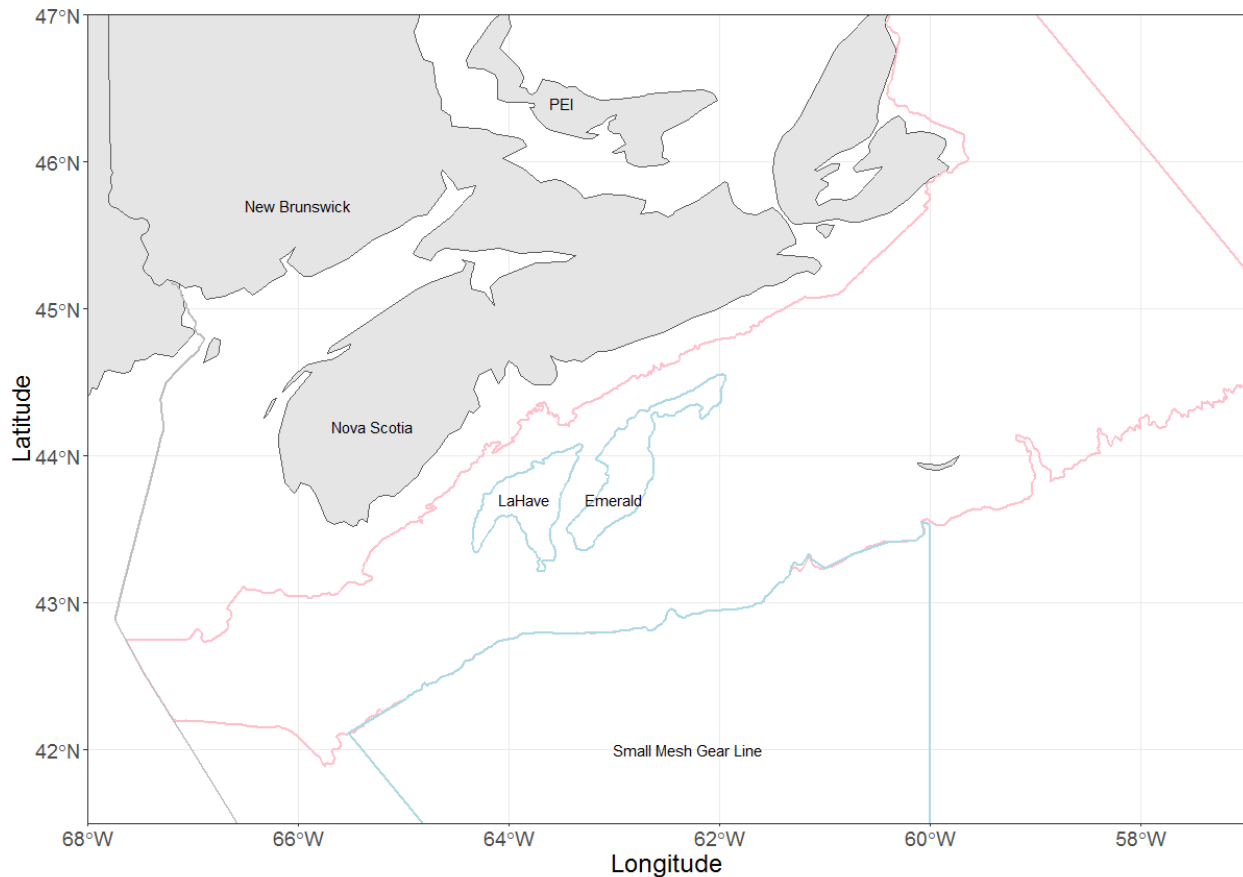 47°N
46°N
45°N
44°N
43°N
42°N
Latitude
PEI
New Brunswick
Nova Scotia
LaHave
Emerald
Small Mesh Gear Line
68°W
66°W
64°W
62°W
60°W
58°W
Longitude